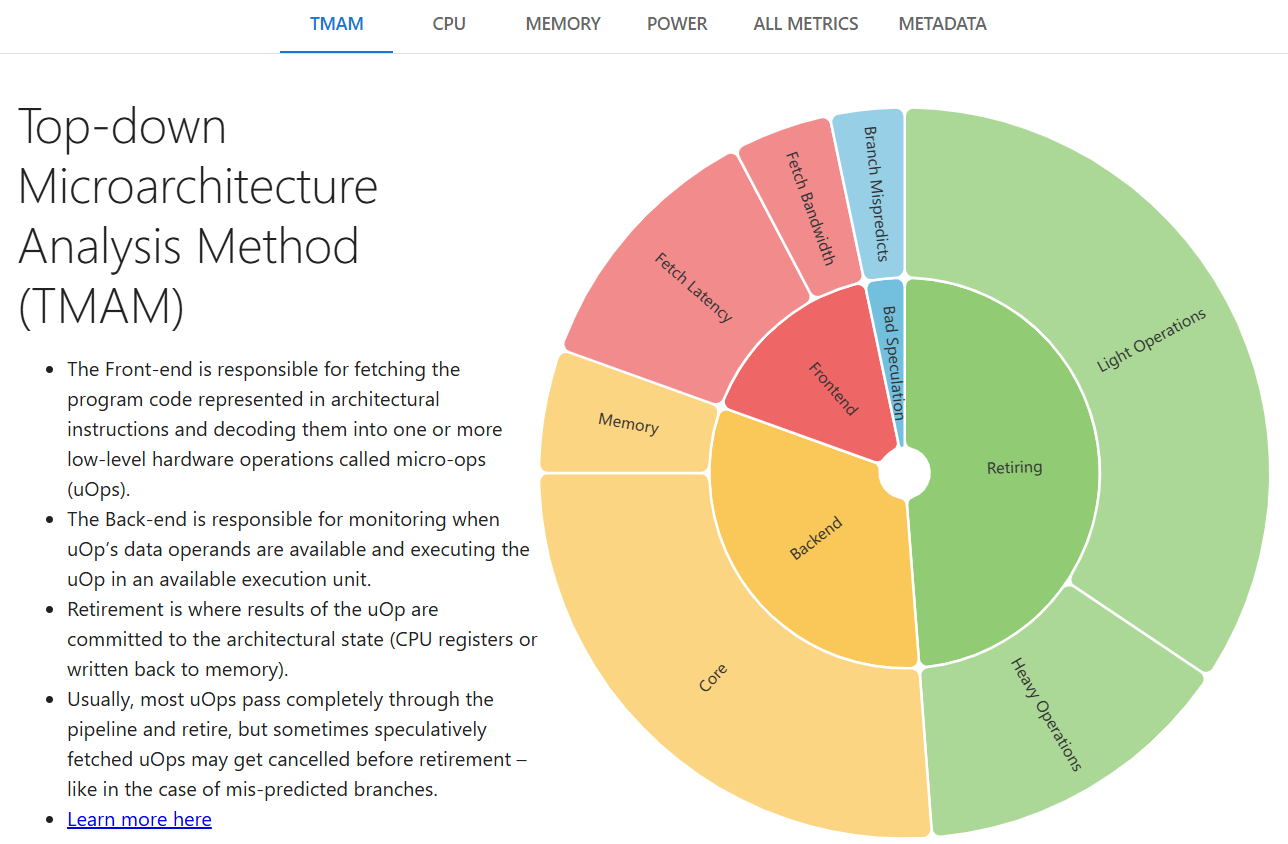 TMAM CPU MEMORY POWER ALL METRICS METADATA
Top-down
Microarchitecture
Analysis Method
(TMAM)
The Front-end is responsible for fetching the
program code represented in architectural
instructions and decoding them into one or more
low-level hardware operations called micro-ops
(uOps).
The Back-end is responsible for monitoring when
uOp’s data operands are available and executing the
uOp in an available execution unit.
Retirement is where results of the uOp are
committed to the architectural state (CPU registers or
written back to memory).
Usually, most uOps pass completely through the
pipeline and retire, but sometimes speculatively
fetched uOps may get cancelled before retirement –
like in the case of mis-predicted branches.
Learn more here
Branch Mispredicts
Fetch Bandwidth
Fetch Latency
Light Operations
Bad Speculation
Frontend
Memory
Retiring
Backend
Core
Heavy Operations